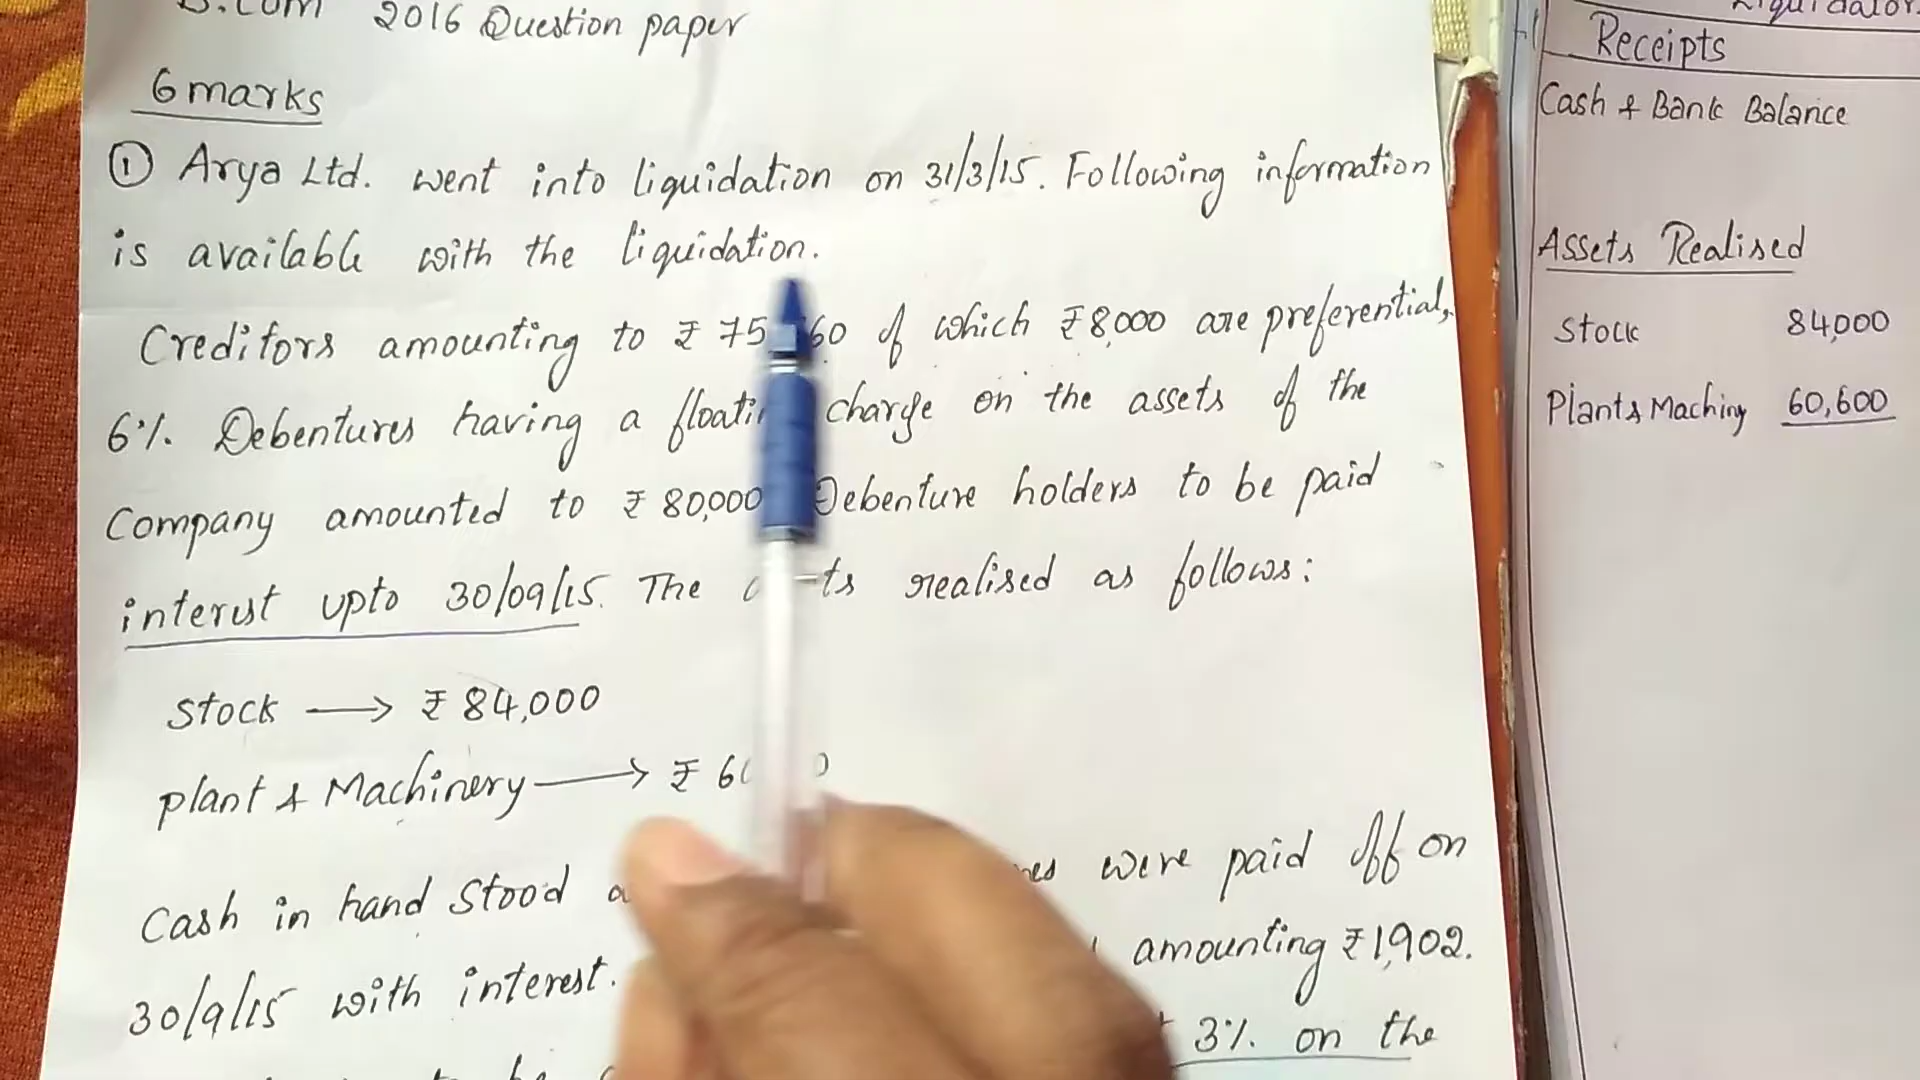 2016 Question paper
6 marks
① Arya Ltd. went into liquidation on 31/3/15. Following information
is available with the liquidation.
Creditors amounting to of which ₹8,000 are preferential,
6%. Debentures having a charge on the assets of the
Company amounted to ₹ 80,000 Debenture holders to be paid
interest upto 30/09/15. The realised as follows:
Stock → ₹ 84,000
plant & Machinery → ₹
Cash in hand stood were paid off on
30/9/15 with interest. amounting ₹1,902.
3%. on the
Receipts
Cash & Bank Balance
Assets Realised
Stock 84,000
Plant & Machiny 60,600